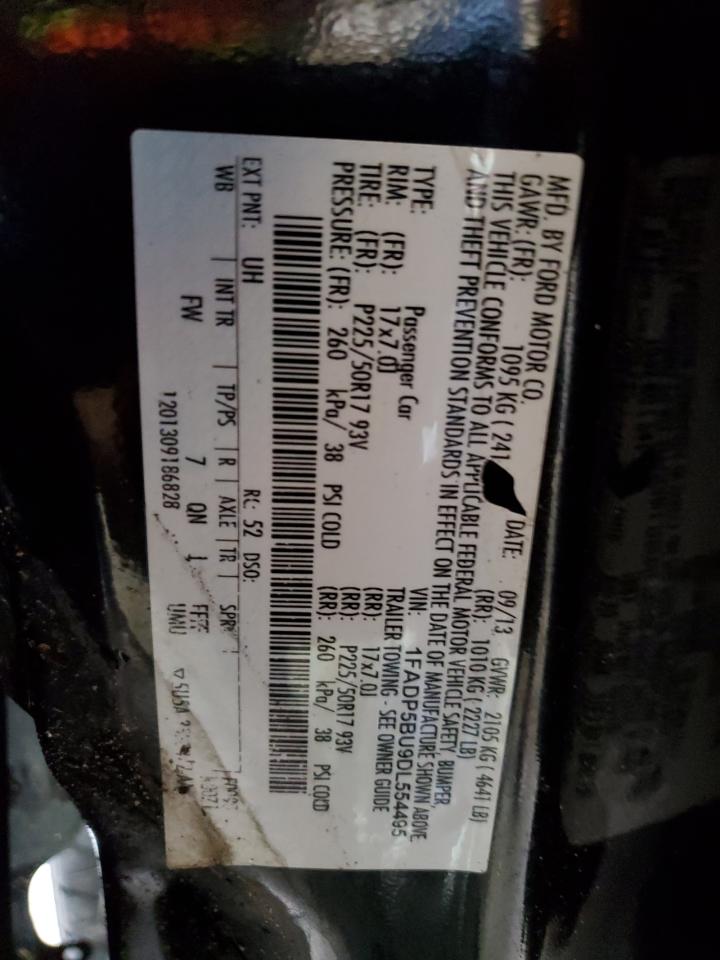 MFD. BY FORD MOTOR CO.
DATE: 09/13 GVWR: 2105 KG ( 4641 LB)
GAWR: (FR): 1095 KG ( 241 (RR): 1010 KG ( 2227 LB)
THIS VEHICLE CONFORMS TO ALL APPLICABLE FEDERAL MOTOR VEHICLE SAFETY, BUMPER,
AND THEFT PREVENTION STANDARDS IN EFFECT ON THE DATE OF MANUFACTURE SHOWN ABOVE
VIN: 1FADP5BU9DL554495
TYPE: Passenger Car TRAILER TOWING - SEE OWNER GUIDE
RIM: (FR): 17x7.0J (RR): 17x7.0J
TIRE: (FR): P225/50R17 93V (RR): P225/50R17 93V
PRESSURE: (FR): 260 kPa/ 38 PSI COLD (RR): 260 kPa/ 38 PSI COLD
EXT PNT: UH RC: 52 DSO:
WB | INT TR | TP/PS | R | AXLE | TR | SPR
FW 7 QN 1
UMU
1201309186828